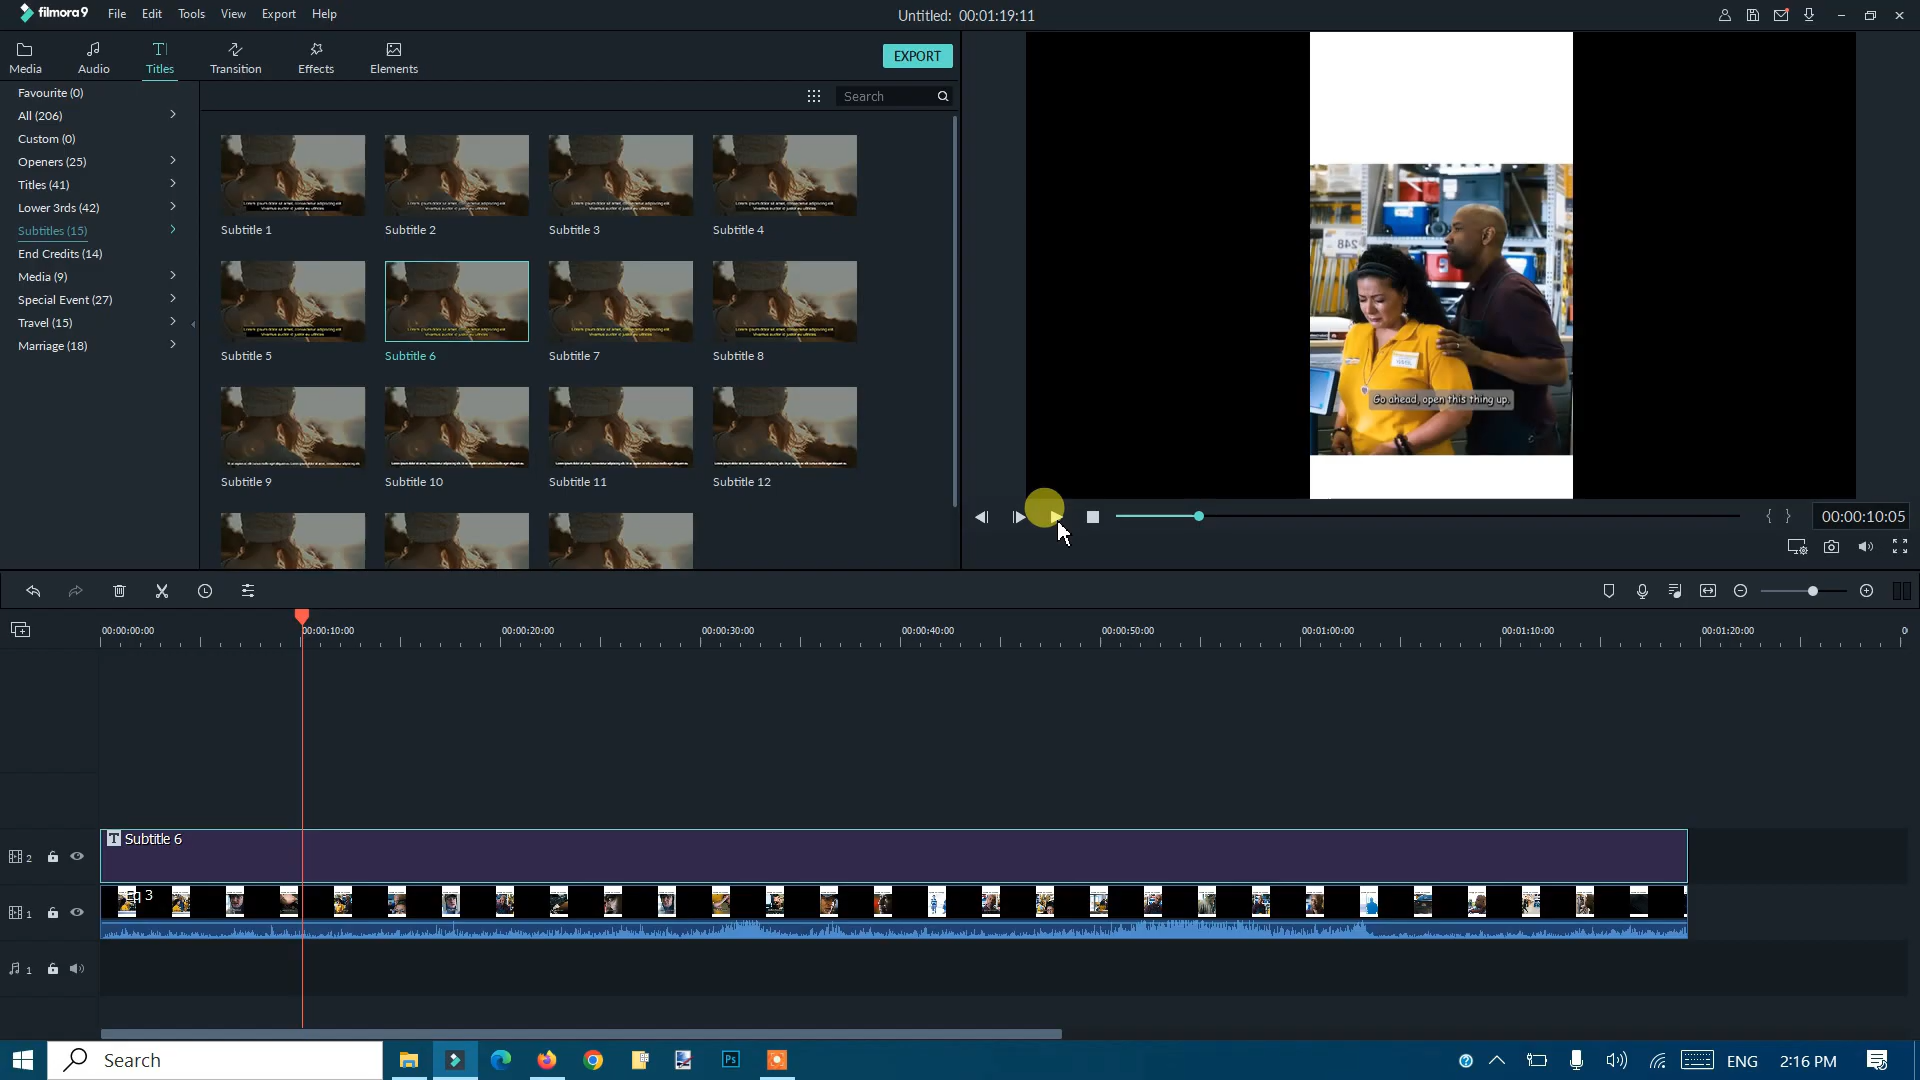 filmora9 File Edit Tools View Export Help
Untitled: 00:01:19:11
Media Audio Titles Transition Effects Elements
EXPORT
Favourite (0)
All (206)
Custom (0)
Openers (25)
Titles (41)
Lower 3rds (42)
Subtitles (15)
End Credits (14)
Media (9)
Special Event (27)
Travel (15)
Marriage (18)
Search
Subtitle 1 Subtitle 2 Subtitle 3 Subtitle 4
Subtitle 5 Subtitle 6 Subtitle 7 Subtitle 8
Subtitle 9 Subtitle 10 Subtitle 11 Subtitle 12
248
Go ahead, open this thing up.
00:00:10:05
00:00:00:00 00:00:10:00 00:00:20:00 00:00:30:00 00:00:40:00 00:00:50:00 00:01:00:00 00:01:10:00 00:01:20:00
T Subtitle 6
2
Eq 3
1
1
Search
Ps
ENG 2:16 PM